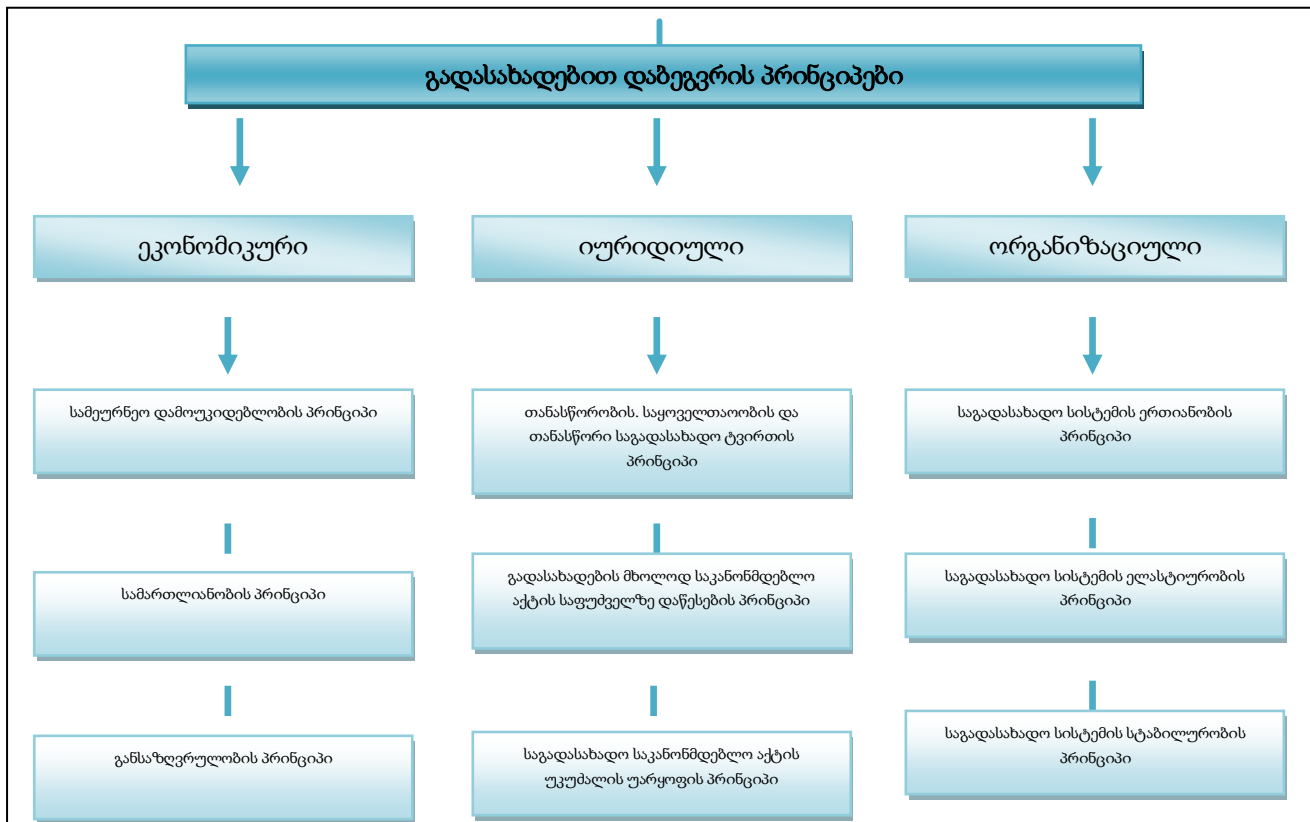 გადასახადებით დაბეგვრის პრინციპები
ეკონომიკური
იურიდიული
ორგანიზაციული
სამეურნეო დამოუკიდებლობის პრინციპი
თანასწორობის. საყოველთაოობის და
თანასწორი საგადასახადო ტვირთის
პრინციპი
საგადასახადო სისტემის ერთიანობის
პრინციპი
სამართლიანობის პრინციპი
გადასახადების მხოლოდ საკანონმდებლო
აქტის საფუძველზე დაწესების პრინციპი
საგადასახადო სისტემის ელასტიურობის
პრინციპი
განსაზღვრულობის პრინციპი
საგადასახადო საკანონმდებლო აქტის
უკუძალის უარყოფის პრინციპი
საგადასახადო სისტემის სტაბილურობის
პრინციპი